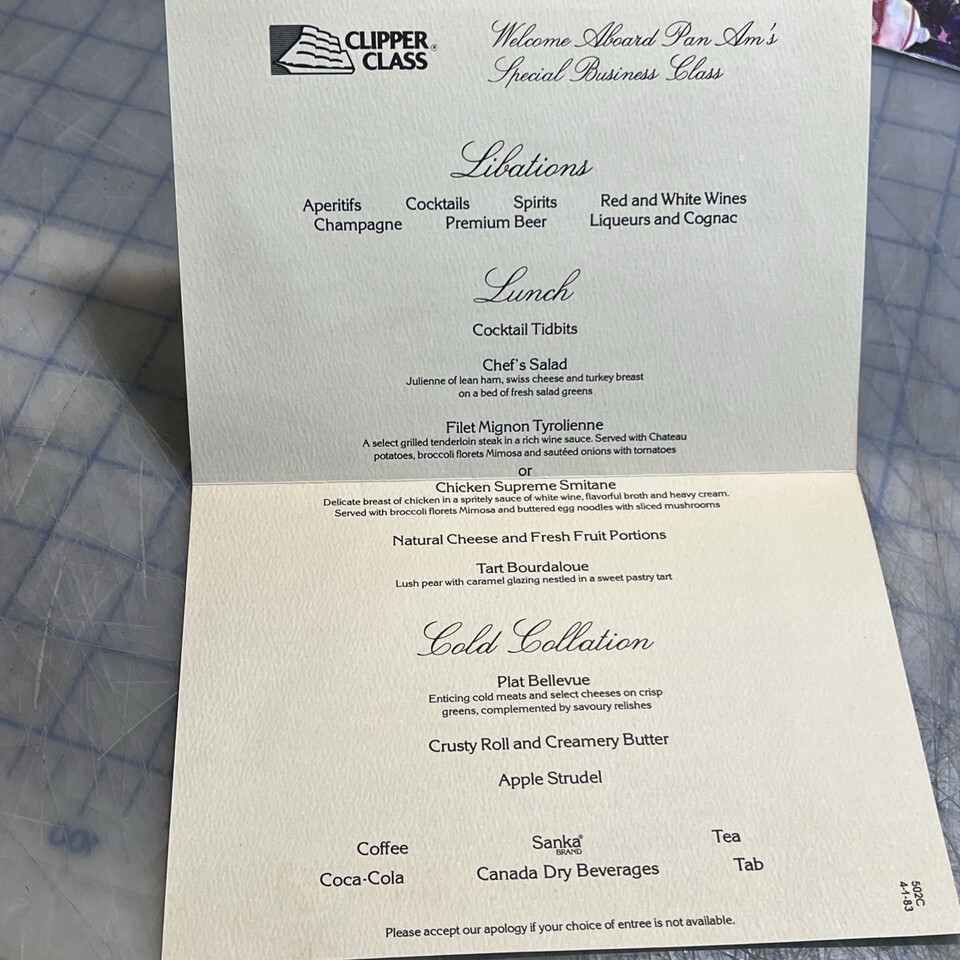 CLIPPER CLASS®
Welcome Aboard Pan Am's
Special Business Class
Libations
Aperitifs Cocktails Spirits Red and White Wines
Champagne Premium Beer Liqueurs and Cognac
Lunch
Cocktail Tidbits
Chef's Salad
Julienne of lean ham, swiss cheese and turkey breast
on a bed of fresh salad greens
Filet Mignon Tyrolienne
A select grilled tenderloin steak in a rich wine sauce. Served with Chateau
potatoes, broccoli florets Mimosa and sautéed onions with tomatoes
or
Chicken Supreme Smitane
Delicate breast of chicken in a spritely sauce of white wine, flavorful broth and heavy cream.
Served with broccoli florets Mimosa and buttered egg noodles with sliced mushrooms
Natural Cheese and Fresh Fruit Portions
Tart Bourdaloue
Lush pear with caramel glazing nestled in a sweet pastry tart
Cold Collation
Plat Bellevue
Enticing cold meats and select cheeses on crisp
greens, complemented by savoury relishes
Crusty Roll and Creamery Butter
Apple Strudel
Coffee Sanka® BRAND Tea
Coca-Cola Canada Dry Beverages Tab
502C
4-1-83
Please accept our apology if your choice of entree is not available.